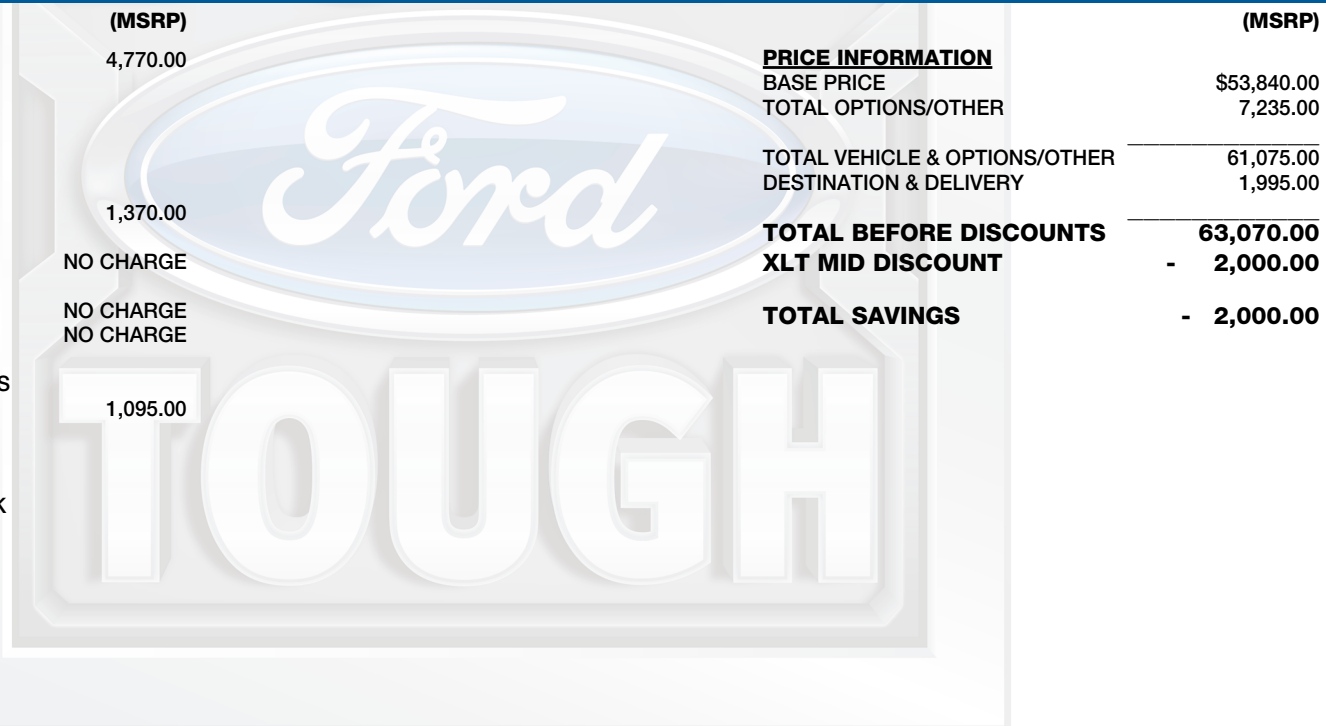 (MSRP)
4,770.00
1,370.00
NO CHARGE
NO CHARGE
NO CHARGE
S
1,095.00
K
(MSRP)
PRICE INFORMATION
BASE PRICE $53,840.00
TOTAL OPTIONS/OTHER 7,235.00
TOTAL VEHICLE & OPTIONS/OTHER 61,075.00
DESTINATION & DELIVERY 1,995.00
TOTAL BEFORE DISCOUNTS 63,070.00
XLT MID DISCOUNT - 2,000.00
TOTAL SAVINGS - 2,000.00
Ford
TOUGH